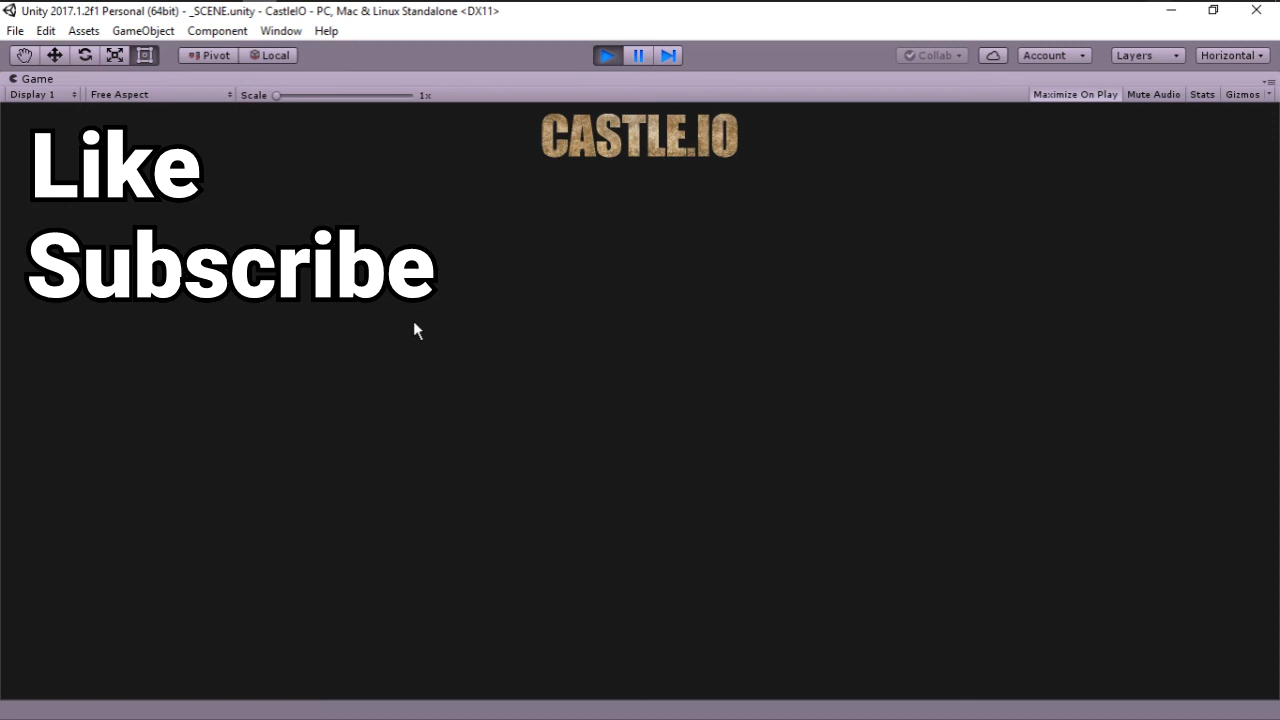 Unity 2017.1.2f1 Personal (64bit) - _SCENE.unity - CastleIO - PC, Mac & Linux Standalone <DX11>
File Edit Assets GameObject Component Window Help
Pivot Local Collab Account Layers Horizontal
Game
Display 1 Free Aspect Scale 1x Maximize On Play Mute Audio Stats Gizmos
CASTLE.IO
Like
Subscribe